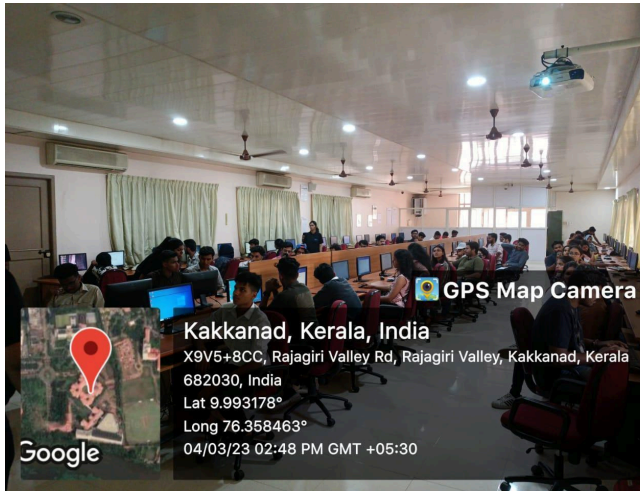 GPS Map Camera
Kakkanad, Kerala, India
X9V5+8CC, Rajagiri Valley Rd, Rajagiri Valley, Kakkanad, Kerala
682030, India
Lat 9.993178°
Long 76.358463°
04/03/23 02:48 PM GMT +05:30
Google